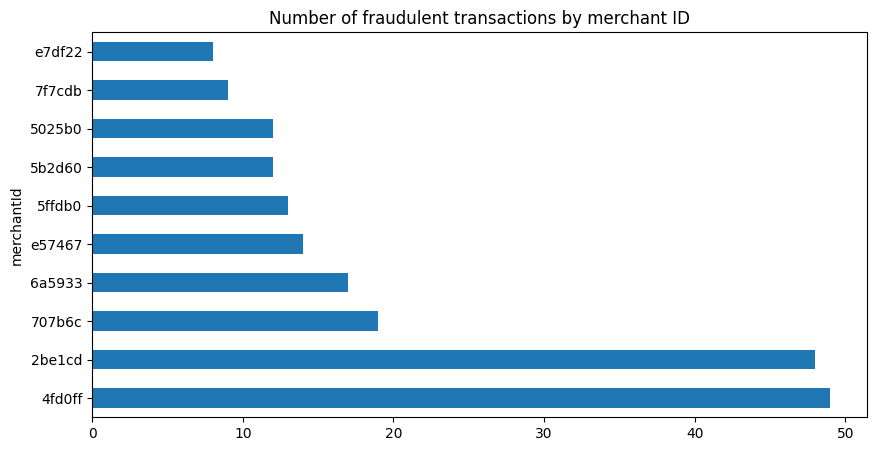 Number of fraudulent transactions by merchant ID
merchantId
e7df22
7f7cdb
5025b0
5b2d60
5ffdb0
e57467
6a5933
707b6c
2be1cd
4fd0ff
0 10 20 30 40 50